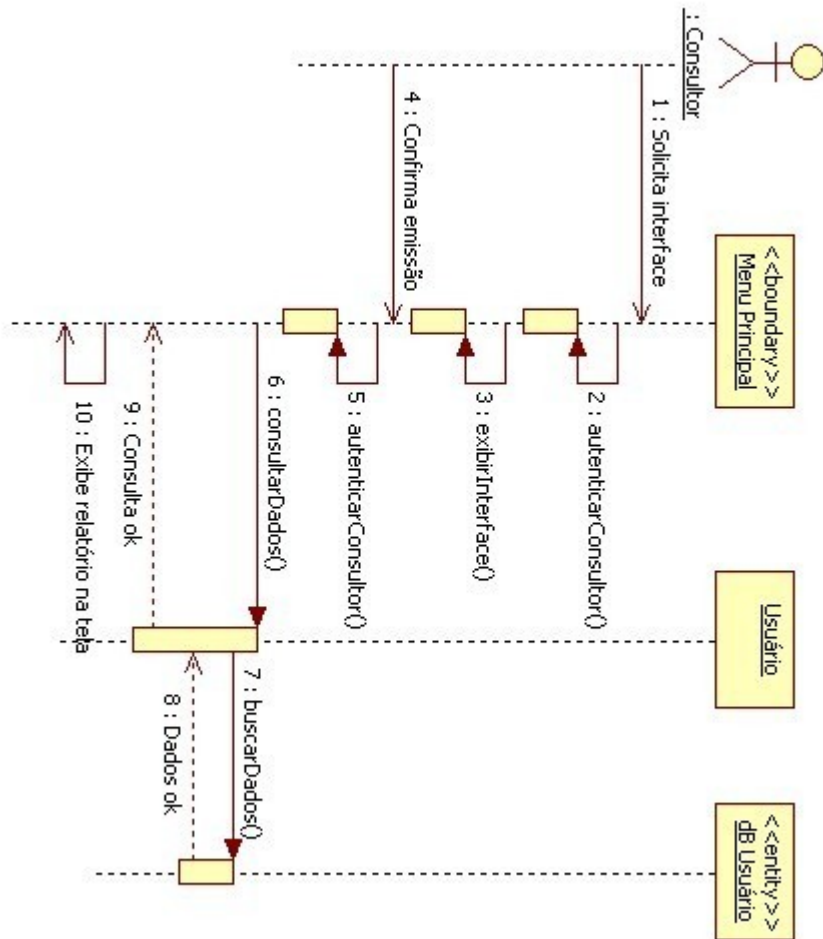 : Consultor
<<boundary>>
Menu Principal
Usuário
<<entity>>
dB Usuário
1 : Solicita interface
2 : autenticarConsultor()
3 : exibirInterface()
4 : Confirma emissão
5 : autenticarConsultor()
6 : consultarDados()
7 : buscarDados()
8 : Dados ok
9 : Consulta ok
10 : Exibe relatório na tela